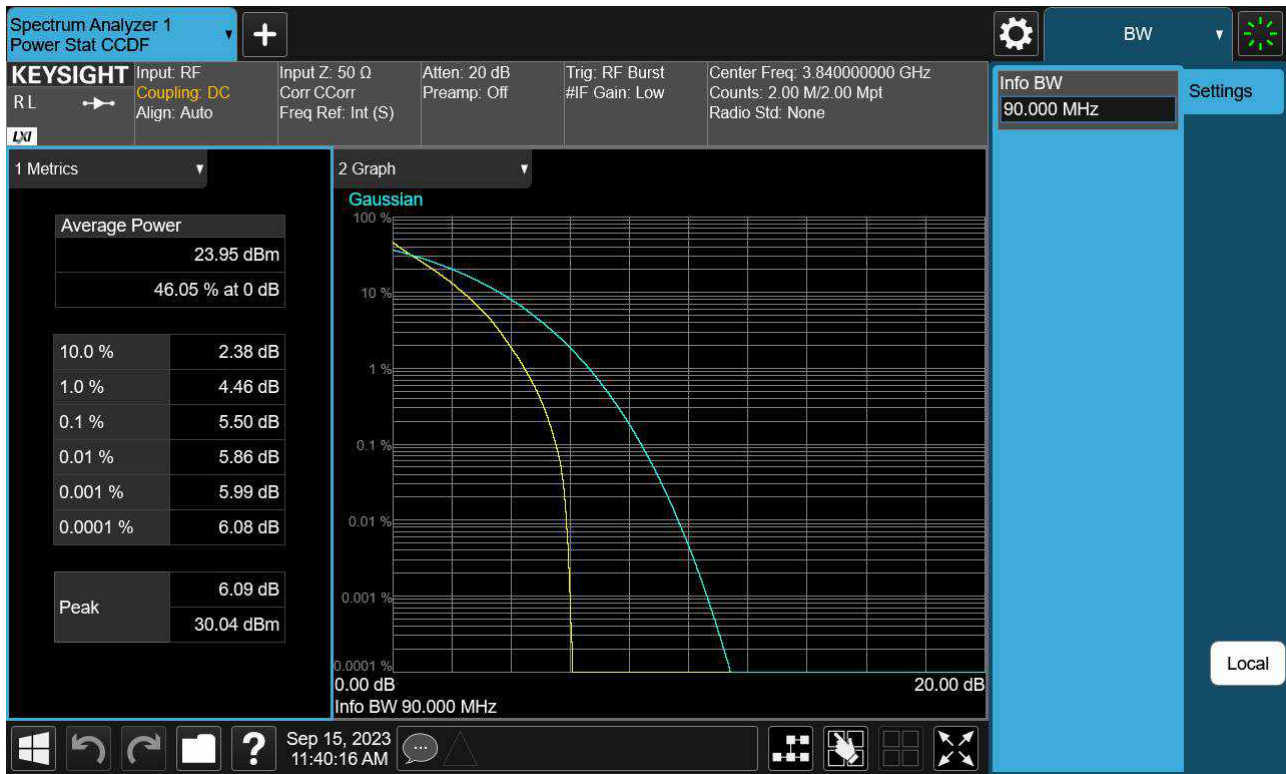 Spectrum Analyzer 1
Power Stat CCDF
BW
KEYSIGHT
RL
LXI
Input: RF
Coupling: DC
Align: Auto
Input Z: 50 Ω
Corr CCorr
Freq Ref: Int (S)
Atten: 20 dB
Preamp: Off
Trig: RF Burst
#IF Gain: Low
Center Freq: 3.840000000 GHz
Counts: 2.00 M/2.00 Mpt
Radio Std: None
Info BW
90.000 MHz
Settings
1 Metrics
Average Power
23.95 dBm
46.05 % at 0 dB
10.0 % 2.38 dB
1.0 % 4.46 dB
0.1 % 5.50 dB
0.01 % 5.86 dB
0.001 % 5.99 dB
0.0001 % 6.08 dB
Peak
6.09 dB
30.04 dBm
2 Graph
Gaussian
100 %
10 %
1 %
0.1 %
0.01 %
0.001 %
0.0001 %
0.00 dB 20.00 dB
Info BW 90.000 MHz
Local
?
Sep 15, 2023
11:40:16 AM